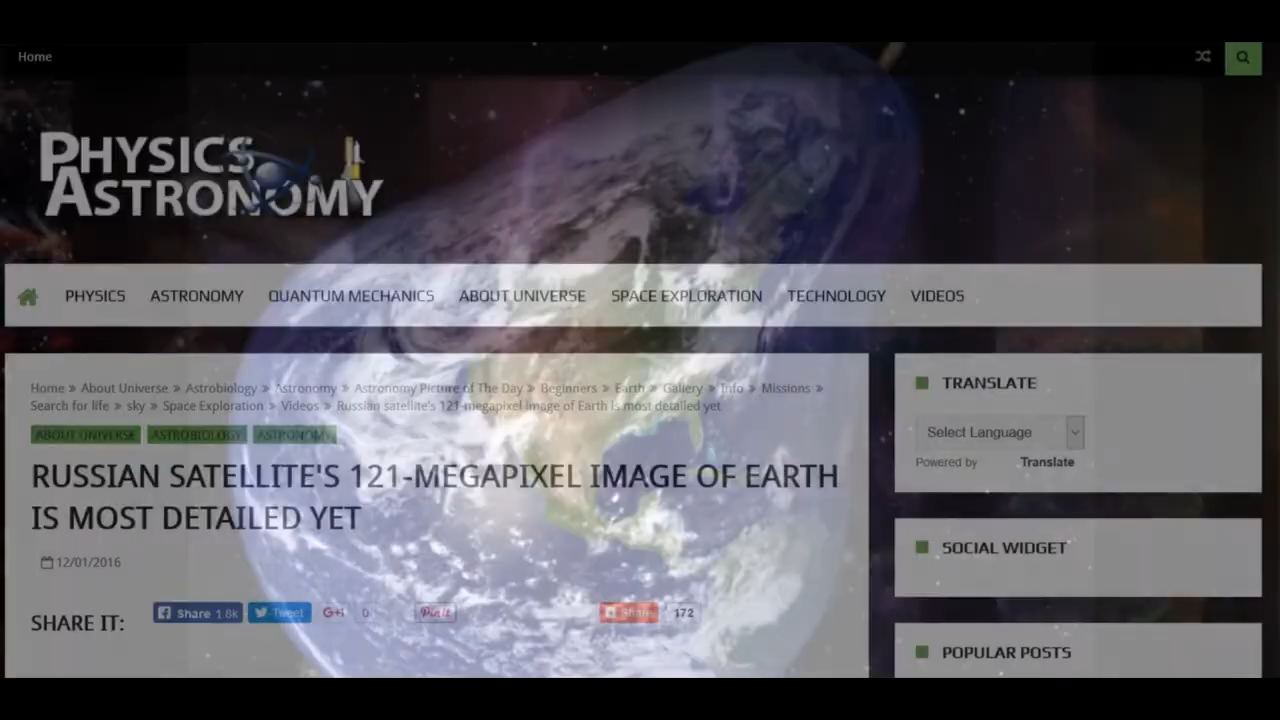 Home
PHYSICS
ASTRONOMY
PHYSICS ASTRONOMY QUANTUM MECHANICS ABOUT UNIVERSE SPACE EXPLORATION TECHNOLOGY VIDEOS
Home » About Universe » Astrobiology » Astronomy » Astronomy Picture of The Day » Beginners » Earth » Gallery » Info » Missions »
Search for life » sky » Space Exploration » Videos » Russian satellite's 121-megapixel image of Earth is most detailed yet
ABOUT UNIVERSE ASTROBIOLOGY ASTRONOMY
RUSSIAN SATELLITE'S 121-MEGAPIXEL IMAGE OF EARTH
IS MOST DETAILED YET
12/01/2016
SHARE IT: Share 1.8k Tweet G+1 0 Pin it Share 172
TRANSLATE
Select Language
Powered by Translate
SOCIAL WIDGET
POPULAR POSTS